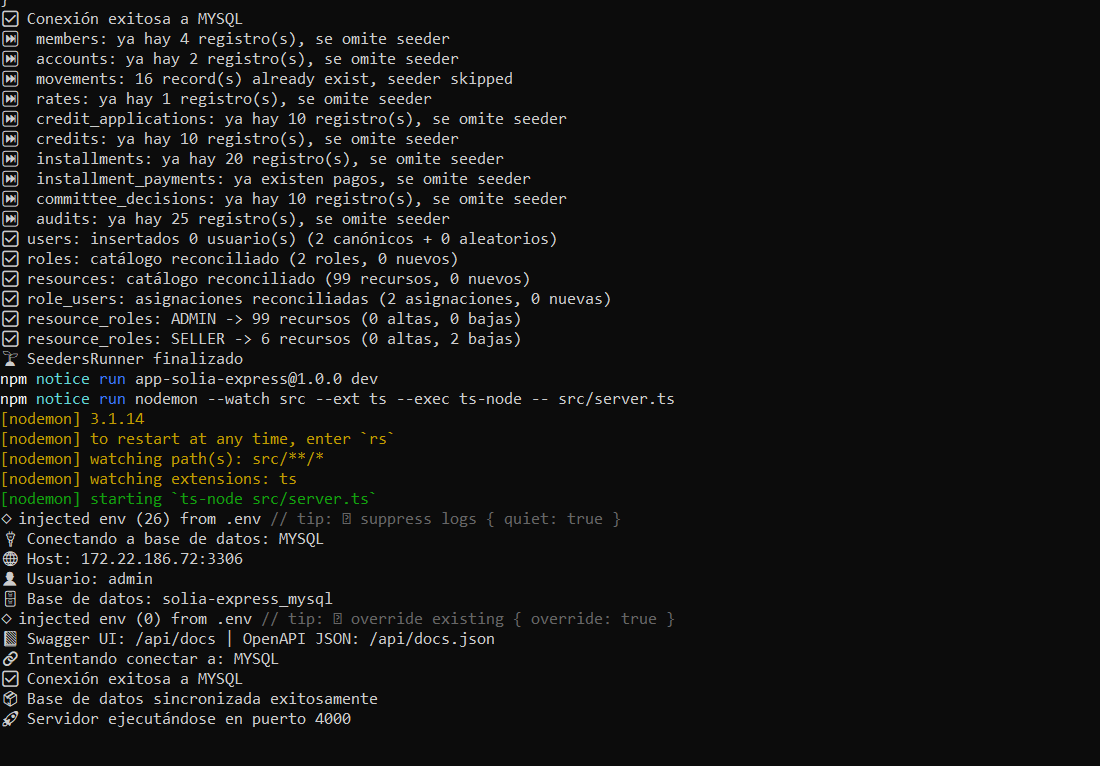 }
☑ Conexión exitosa a MYSQL
⏭ members: ya hay 4 registro(s), se omite seeder
⏭ accounts: ya hay 2 registro(s), se omite seeder
⏭ movements: 16 record(s) already exist, seeder skipped
⏭ rates: ya hay 1 registro(s), se omite seeder
⏭ credit_applications: ya hay 10 registro(s), se omite seeder
⏭ credits: ya hay 10 registro(s), se omite seeder
⏭ installments: ya hay 20 registro(s), se omite seeder
⏭ installment_payments: ya existen pagos, se omite seeder
⏭ committee_decisions: ya hay 10 registro(s), se omite seeder
⏭ audits: ya hay 25 registro(s), se omite seeder
☑ users: insertados 0 usuario(s) (2 canónicos + 0 aleatorios)
☑ roles: catálogo reconciliado (2 roles, 0 nuevos)
☑ resources: catálogo reconciliado (99 recursos, 0 nuevos)
☑ role_users: asignaciones reconciliadas (2 asignaciones, 0 nuevas)
☑ resource_roles: ADMIN -> 99 recursos (0 altas, 0 bajas)
☑ resource_roles: SELLER -> 6 recursos (0 altas, 2 bajas)
SeedersRunner finalizado
npm notice run app-solia-express@1.0.0 dev
npm notice run nodemon --watch src --ext ts --exec ts-node -- src/server.ts
[nodemon] 3.1.14
[nodemon] to restart at any time, enter `rs`
[nodemon] watching path(s): src/**/*
[nodemon] watching extensions: ts
[nodemon] starting `ts-node src/server.ts`
◇ injected env (26) from .env // tip: suppress logs { quiet: true }
Conectando a base de datos: MYSQL
Host: 172.22.186.72:3306
Usuario: admin
Base de datos: solia-express_mysql
◇ injected env (0) from .env // tip: override existing { override: true }
Swagger UI: /api/docs | OpenAPI JSON: /api/docs.json
Intentando conectar a: MYSQL
☑ Conexión exitosa a MYSQL
Base de datos sincronizada exitosamente
Servidor ejecutándose en puerto 4000